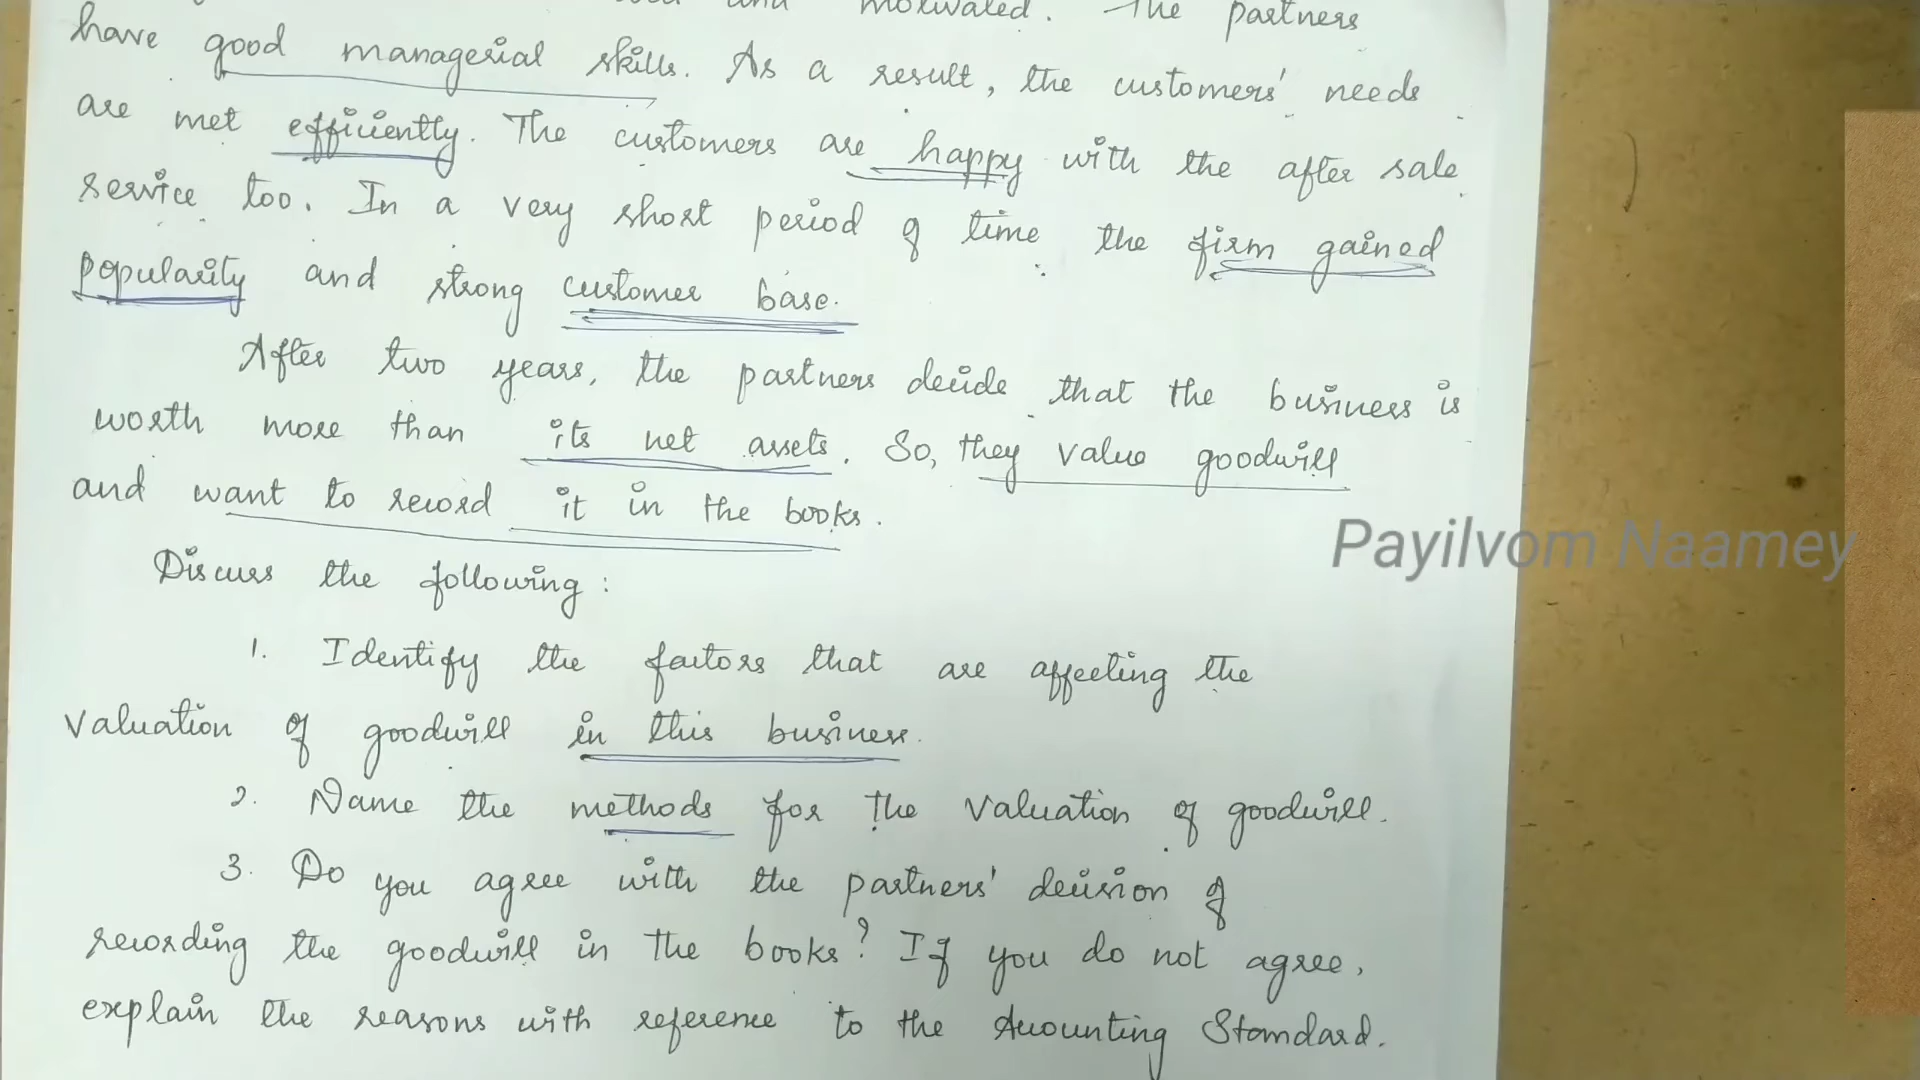 and motivated. The partners
have good managerial skills. As a result, the customers' needs
are met efficiently. The customers are happy with the after sale
service too. In a very short period of time the firm gained
popularity and strong customer base.
After two years, the partners decide that the business is
worth more than its net assets. So, they value goodwill
and want to record it in the books.
Payilvom Naamey
Discuss the following:
1. Identify the factors that are affecting the
valuation of goodwill in this business.
2. Name the methods for the valuation of goodwill.
3. Do you agree with the partners' decision of
recording the goodwill in the books? If you do not agree,
explain the reasons with reference to the Accounting Standard.